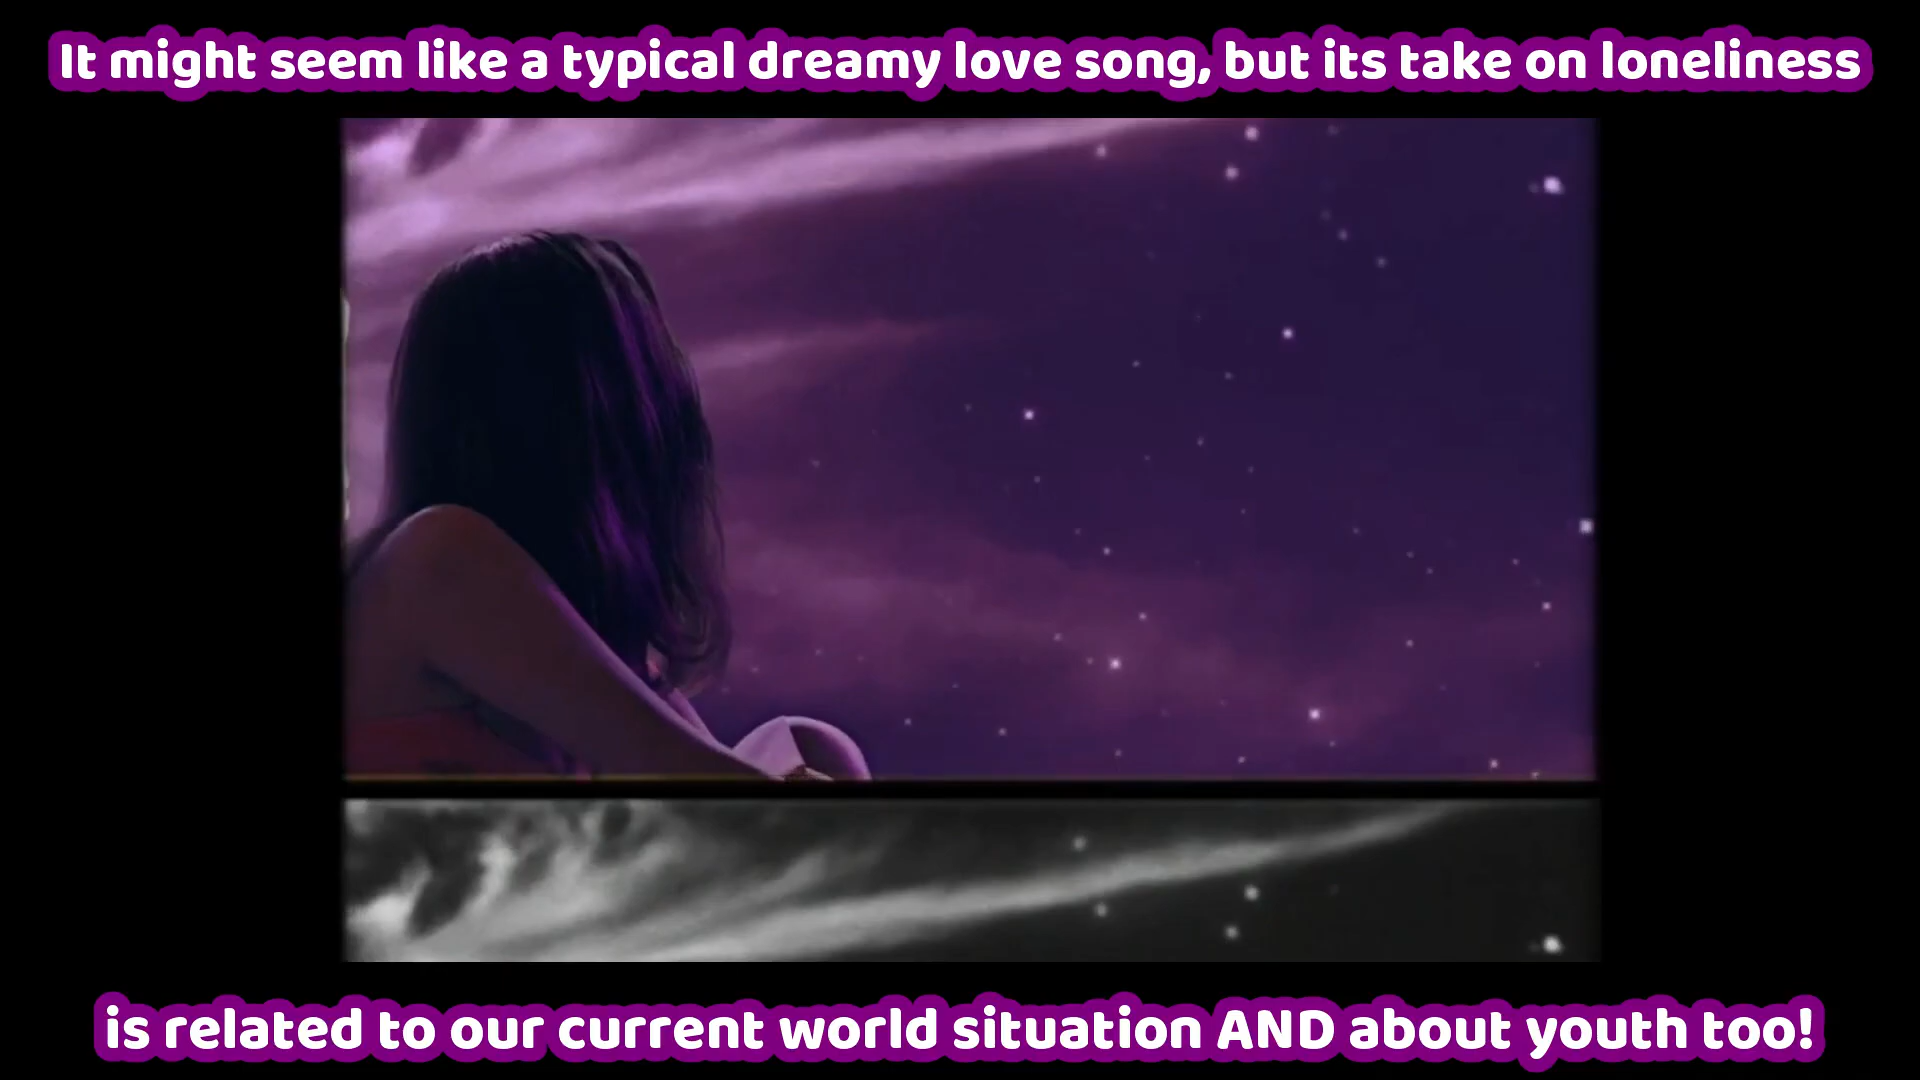 It might seem like a typical dreamy love song, but its take on loneliness
is related to our current world situation AND about youth too!